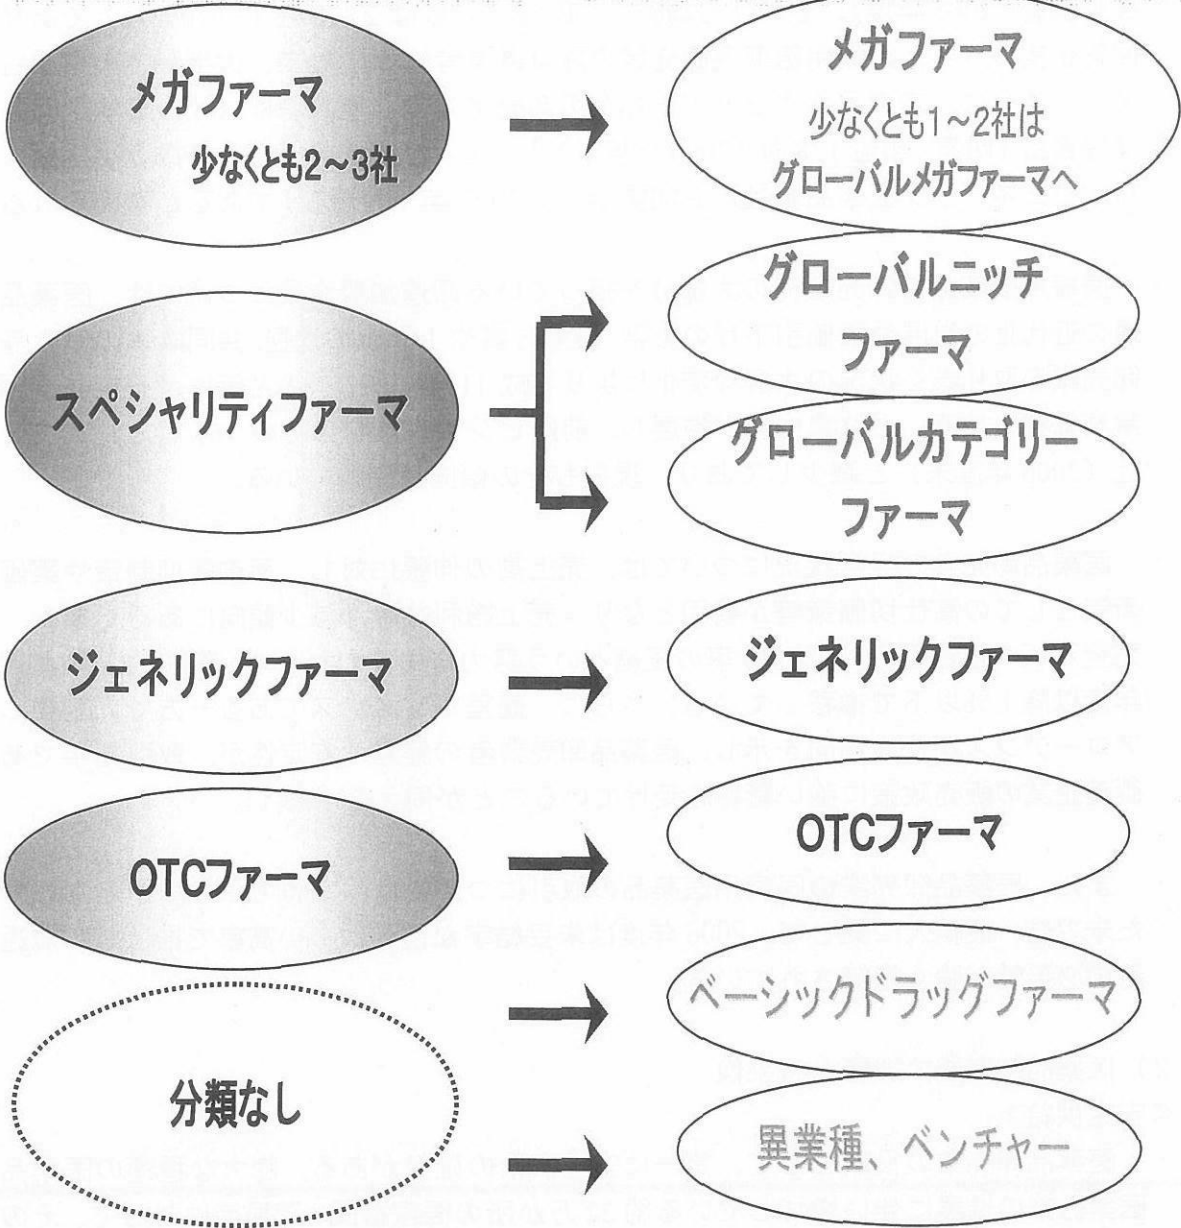 メガファーマ
少なくとも2～3社
メガファーマ
少なくとも1～2社は
グローバルメガファーマへ
スペシャリティファーマ
グローバルニッチ
ファーマ
グローバルカテゴリー
ファーマ
ジェネリックファーマ
ジェネリックファーマ
OTCファーマ
OTCファーマ
分類なし
ベーシックドラッグファーマ
異業種、ベンチャー